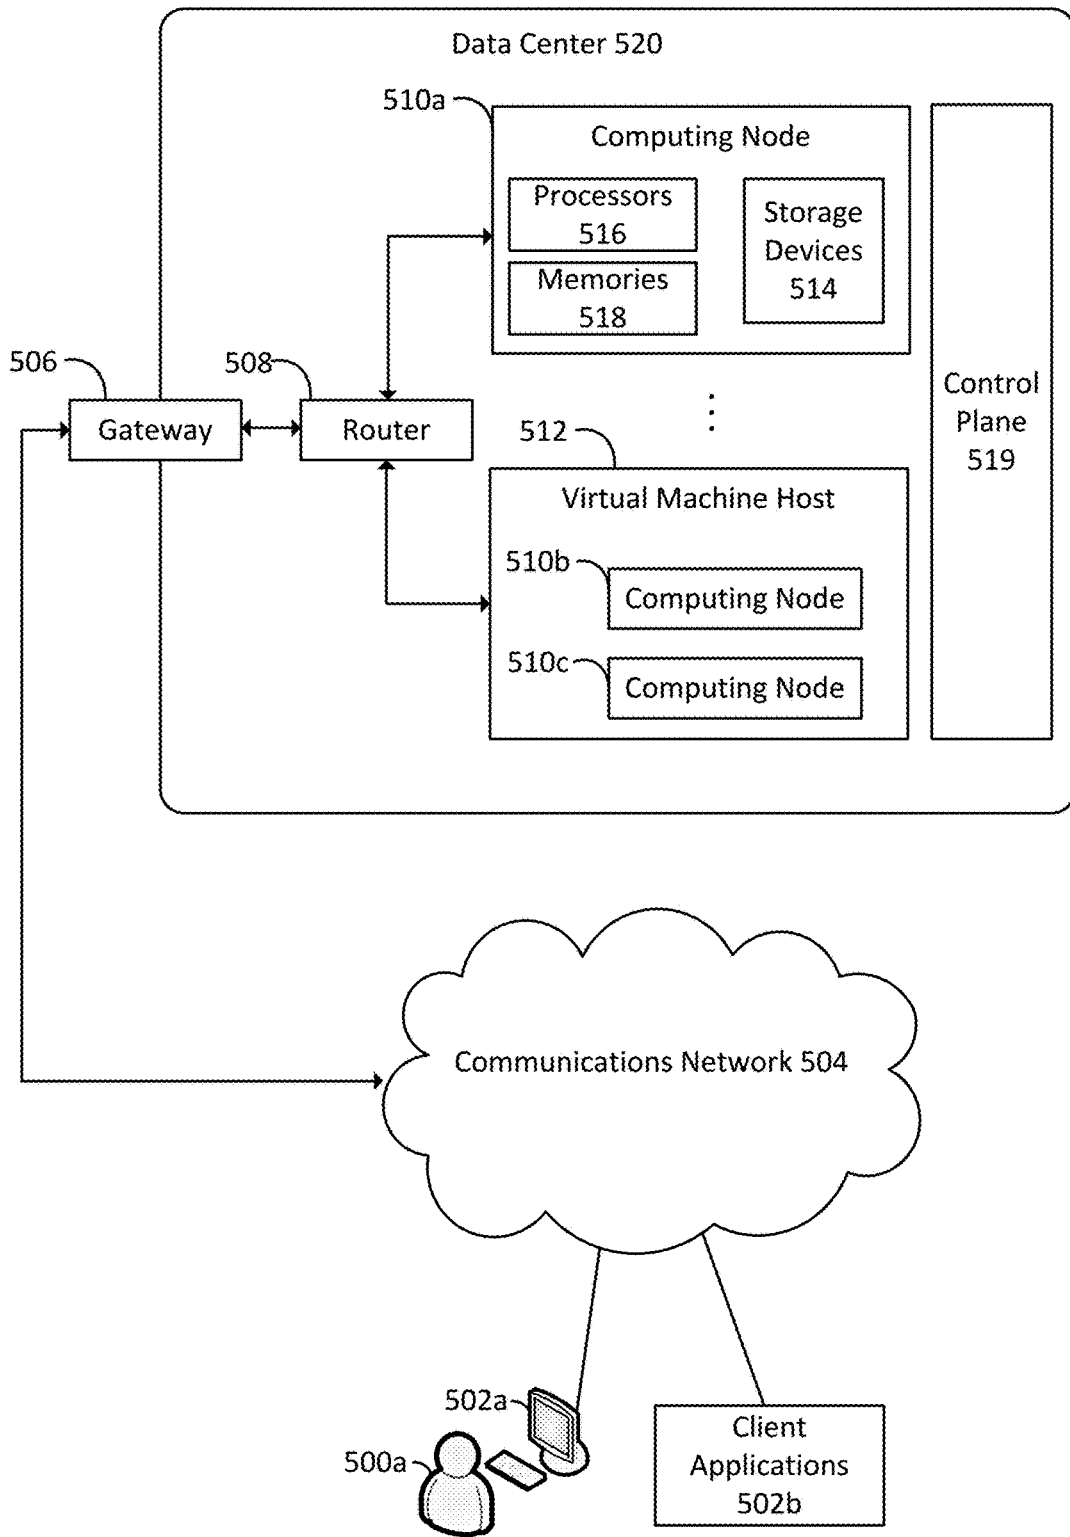 Data Center 520
510a
Computing Node
Processors
516
Storage
Devices
514
Memories
518
Control
Plane
519
506
508
Gateway
Router
512
Virtual Machine Host
510b
Computing Node
510c
Computing Node
Communications Network 504
502a
500a
Client
Applications
502b